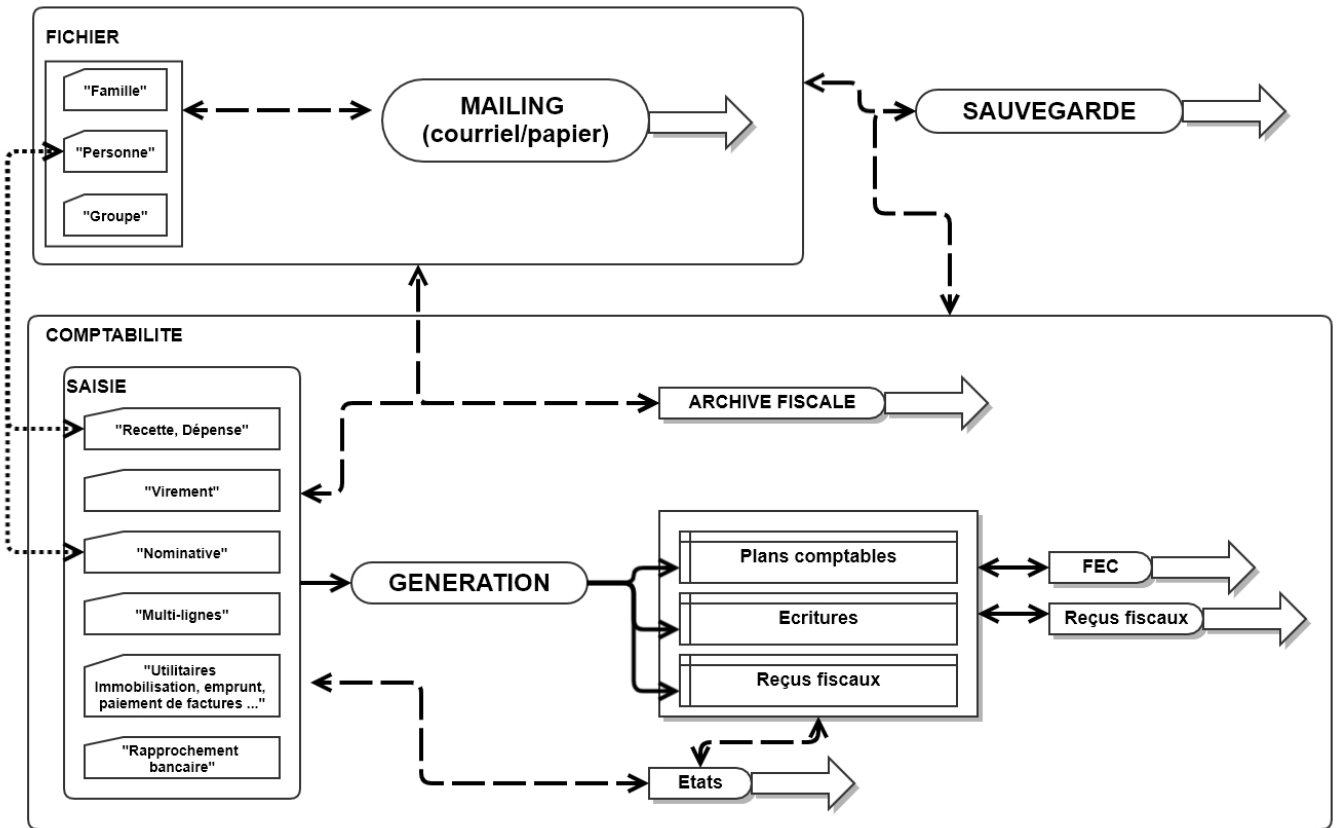 FICHIER
"Famille"
"Personne"
"Groupe"
MAILING
(courriel/papier)
SAUVEGARDE
COMPTABILITE
SAISIE
"Recette, Dépense"
"Virement"
"Nominative"
"Multi-lignes"
"Utilitaires
Immobilisation, emprunt,
paiement de factures ..."
"Rapprochement
bancaire"
ARCHIVE FISCALE
GENERATION
Plans comptables
Ecritures
Reçus fiscaux
FEC
Reçus fiscaux
Etats